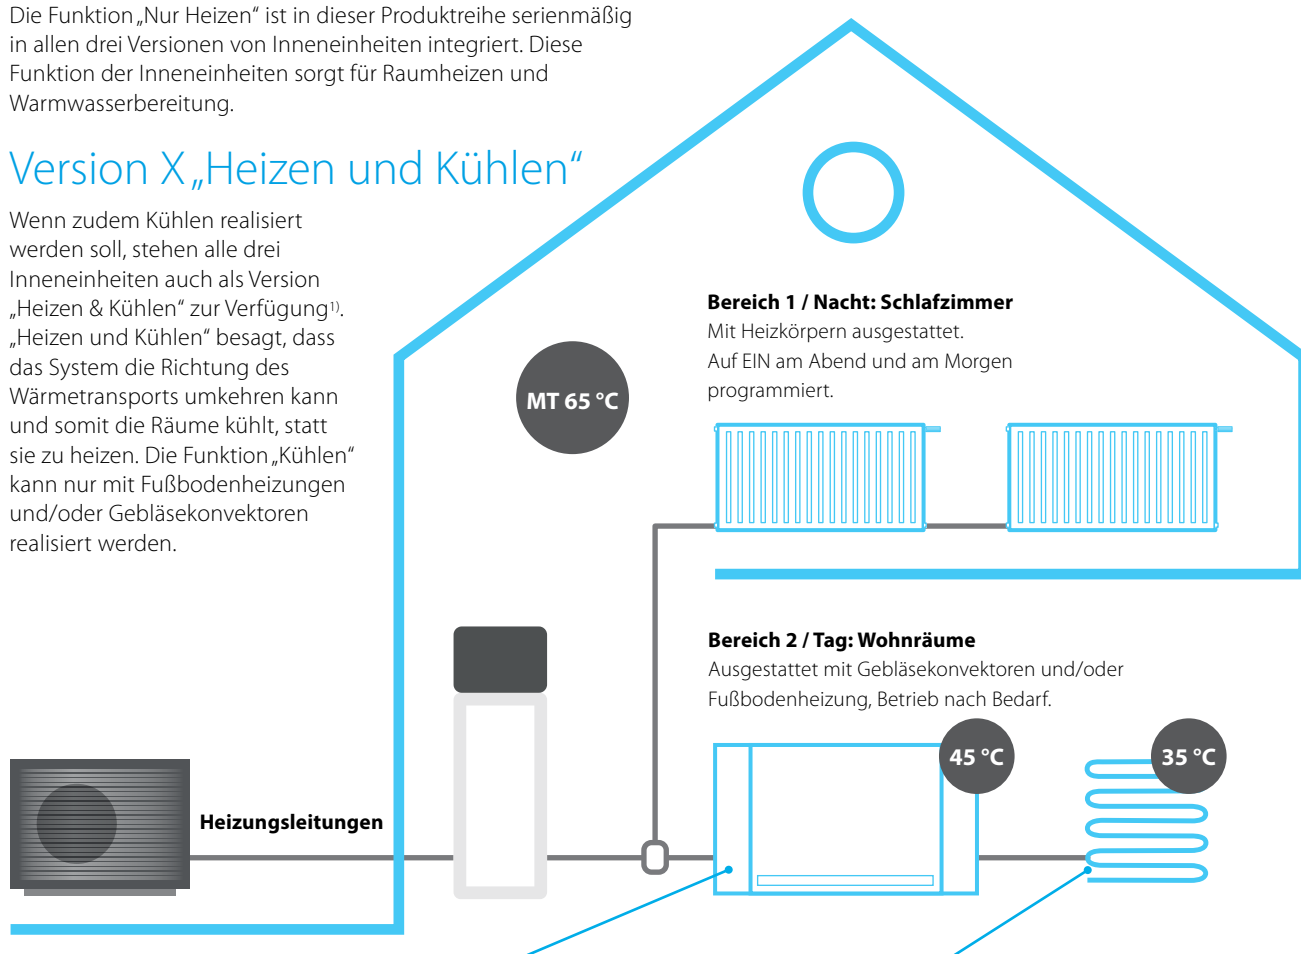 Die Funktion „Nur Heizen“ ist in dieser Produktreihe serienmäßig
in allen drei Versionen von Inneneinheiten integriert. Diese
Funktion der Inneneinheiten sorgt für Raumheizen und
Warmwasserbereitung.
Version X „Heizen und Kühlen“
Wenn zudem Kühlen realisiert
werden soll, stehen alle drei
Inneneinheiten auch als Version
„Heizen & Kühlen“ zur Verfügung¹⁾.
„Heizen und Kühlen“ besagt, dass
das System die Richtung des
Wärmetransports umkehren kann
und somit die Räume kühlt, statt
sie zu heizen. Die Funktion „Kühlen“
kann nur mit Fußbodenheizungen
und/oder Gebläsekonvektoren
realisiert werden.
Bereich 1 / Nacht: Schlafzimmer
Mit Heizkörpern ausgestattet.
Auf EIN am Abend und am Morgen
programmiert.
MT 65 °C
Bereich 2 / Tag: Wohnräume
Ausgestattet mit Gebläsekonvektoren und/oder
Fußbodenheizung, Betrieb nach Bedarf.
45 °C
35 °C
Heizungsleitungen